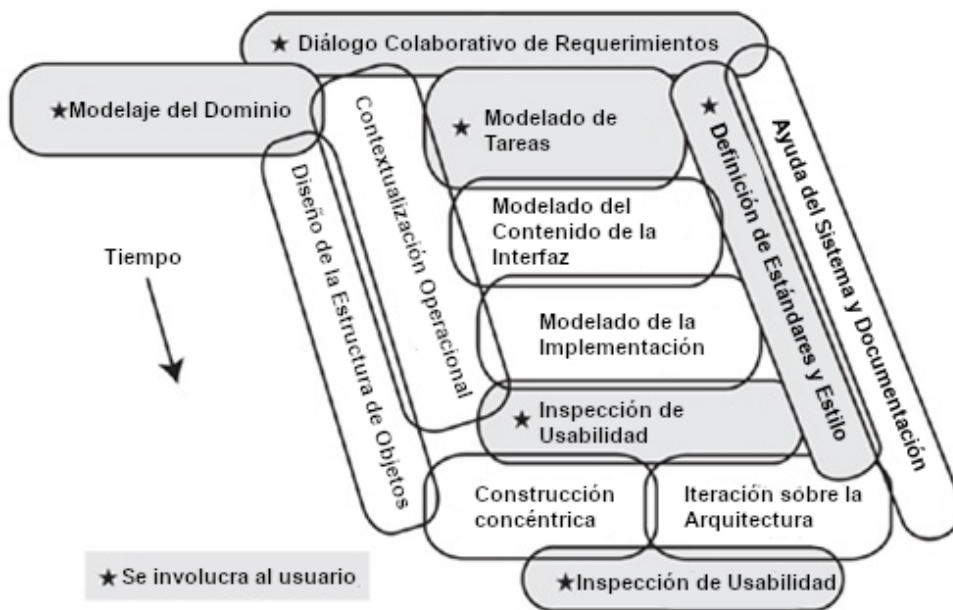 ★ Diálogo Colaborativo de Requerimientos
★ Modelaje del Dominio
Contextualización Operacional
★ Modelado de
Tareas
★ Definición de Estándares y Estilo
Ayuda del Sistema y Documentación
Diseño de la Estructura de Objetos
Modelado del
Contenido de la
Interfaz
Tiempo
Modelado de la
Implementación
★ Inspección de
Usabilidad
Construcción
concéntrica
Iteración sobre la
Arquitectura
★ Se involucra al usuario
★ Inspección de Usabilidad